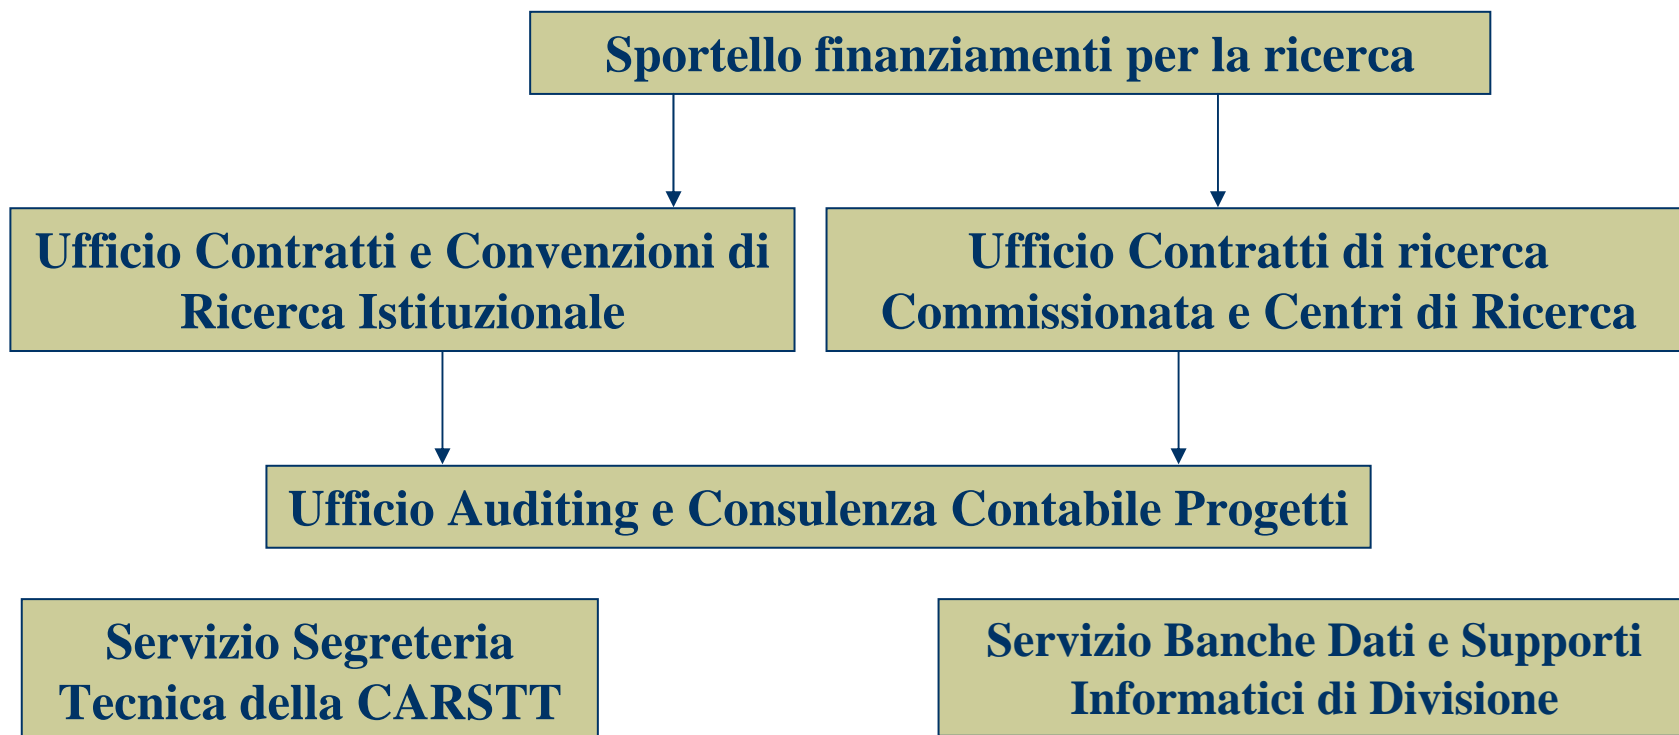 Sportello finanziamenti per la ricerca
Ufficio Contratti e Convenzioni di
Ricerca Istituzionale
Ufficio Contratti di ricerca
Commissionata e Centri di Ricerca
Ufficio Auditing e Consulenza Contabile Progetti
Servizio Segreteria
Tecnica della CARSTT
Servizio Banche Dati e Supporti
Informatici di Divisione